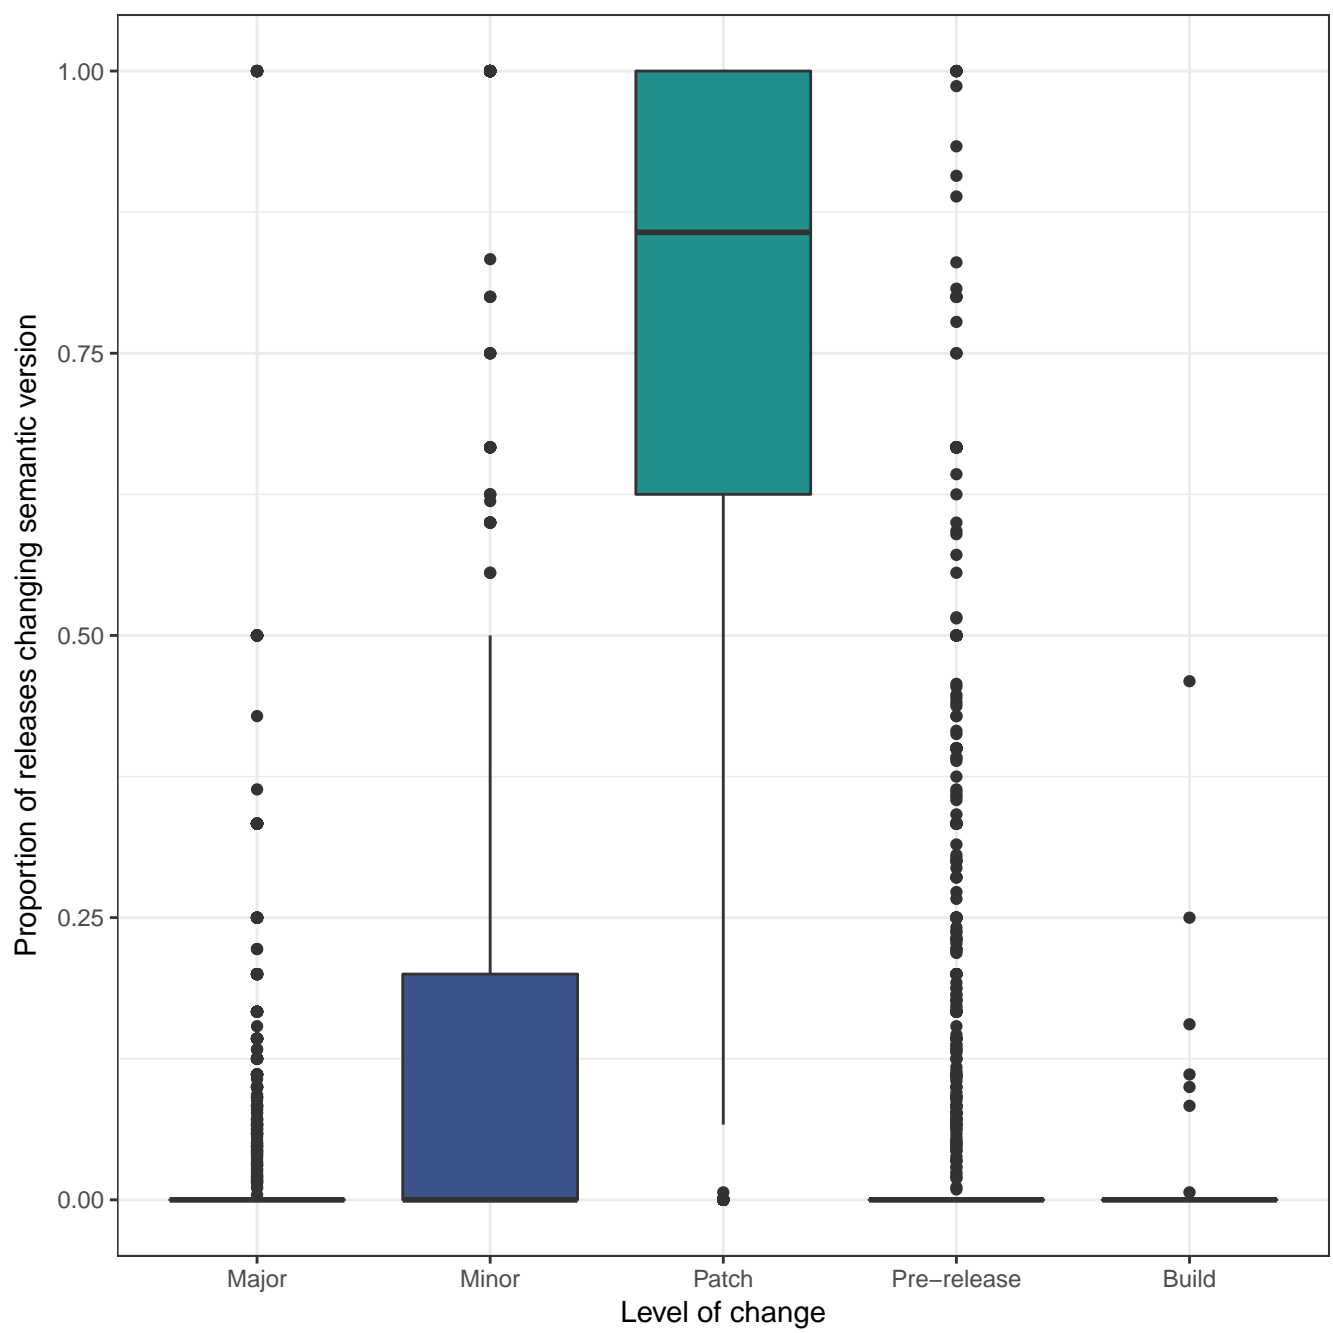 Proportion of releases changing semantic version
1.00
0.75
0.50
0.25
0.00
Major Minor Patch Pre−release Build
Level of change